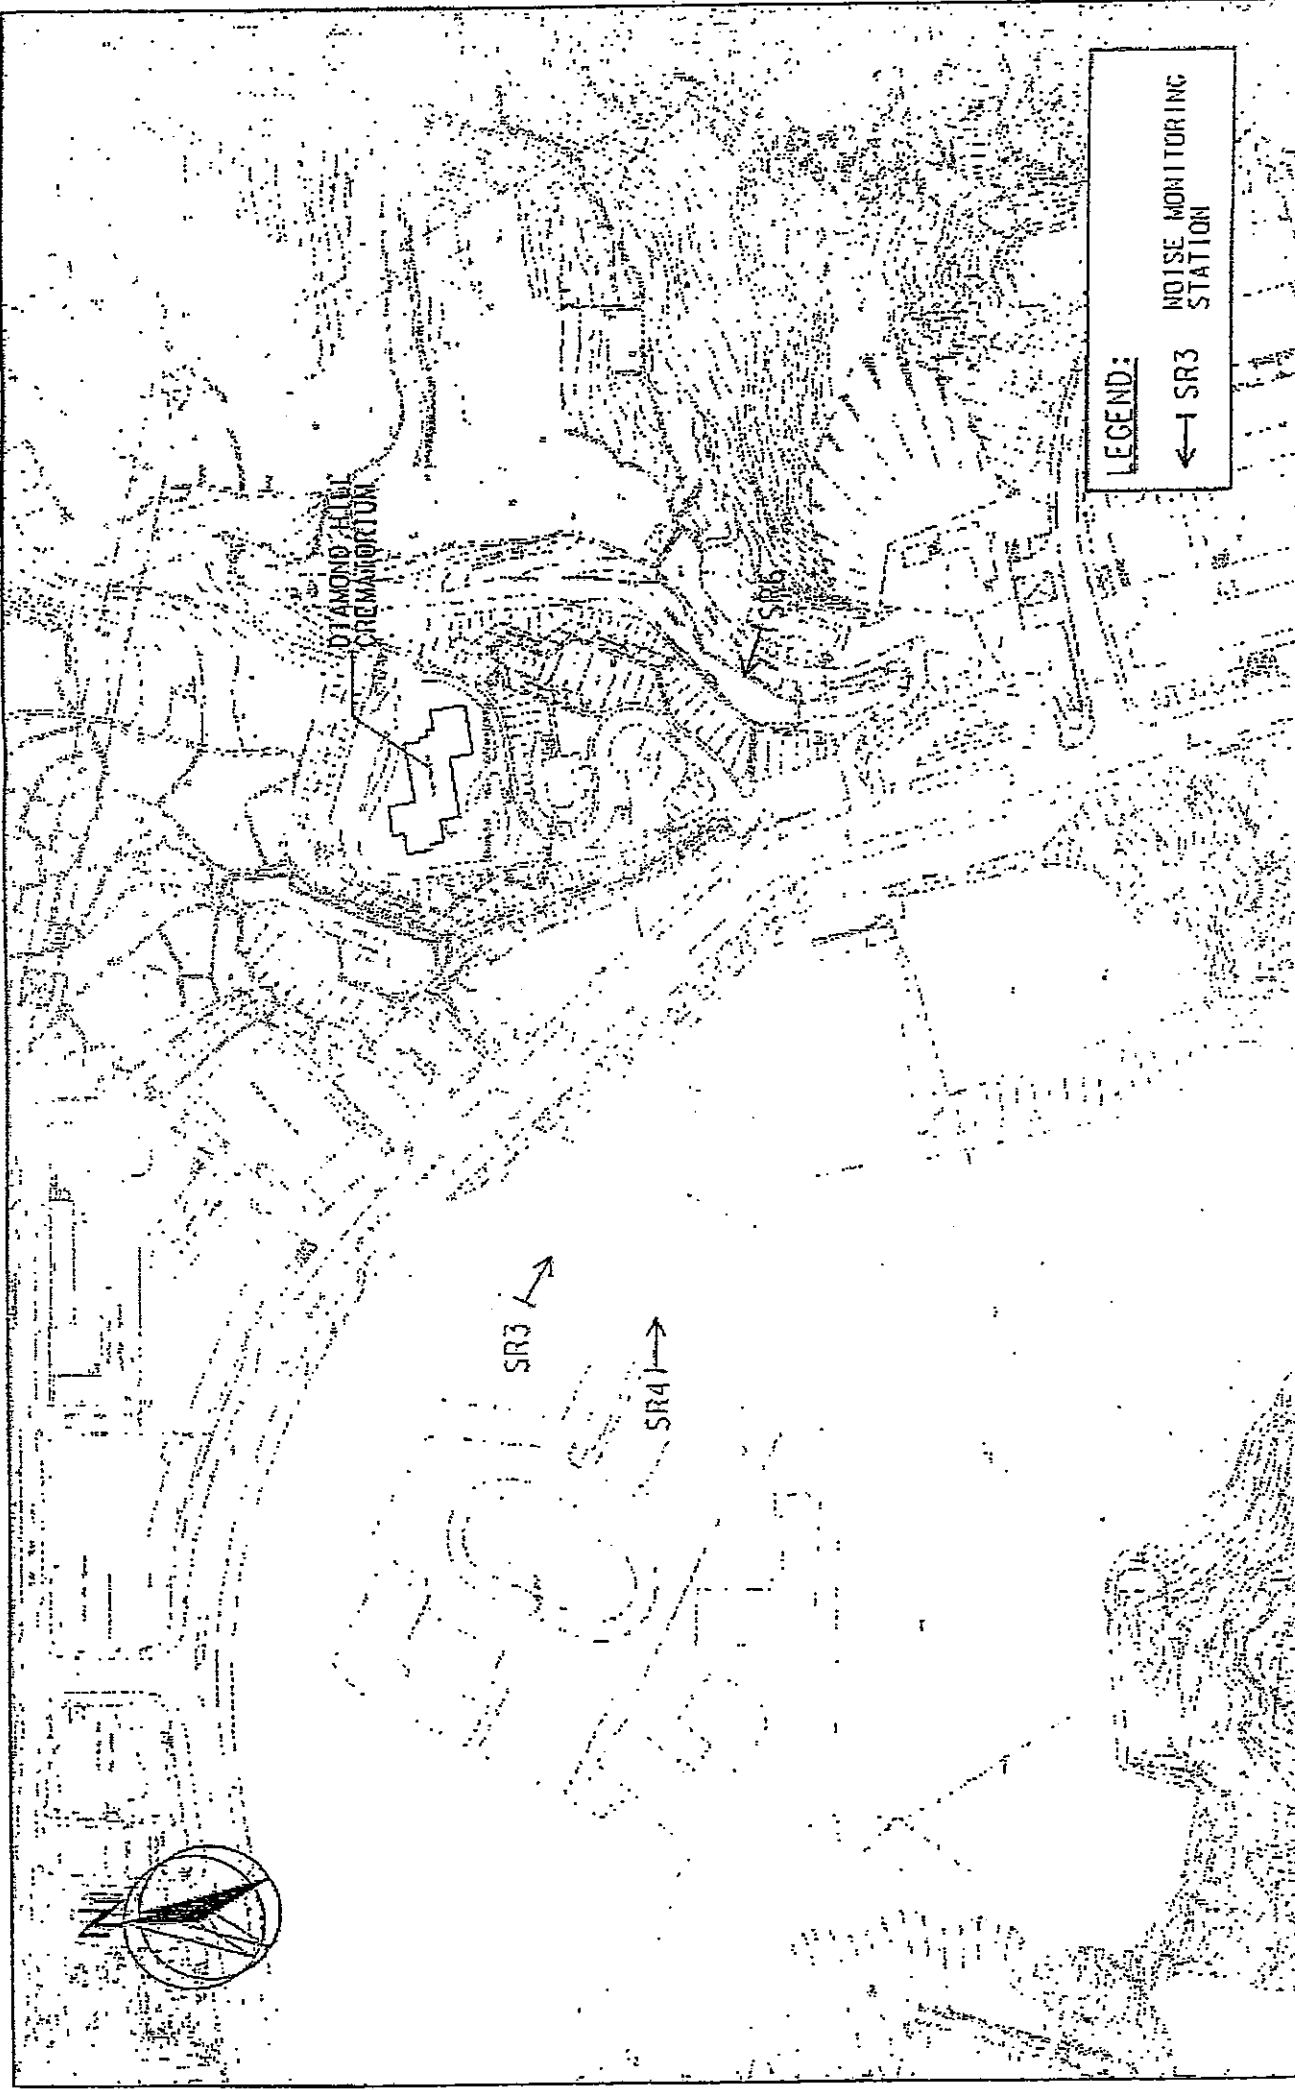 N
DIAMOND HILL
CREMATORIUM
SR3
SR4
SR6
LEGEND:
SR3 NOISE MONITORING
STATION